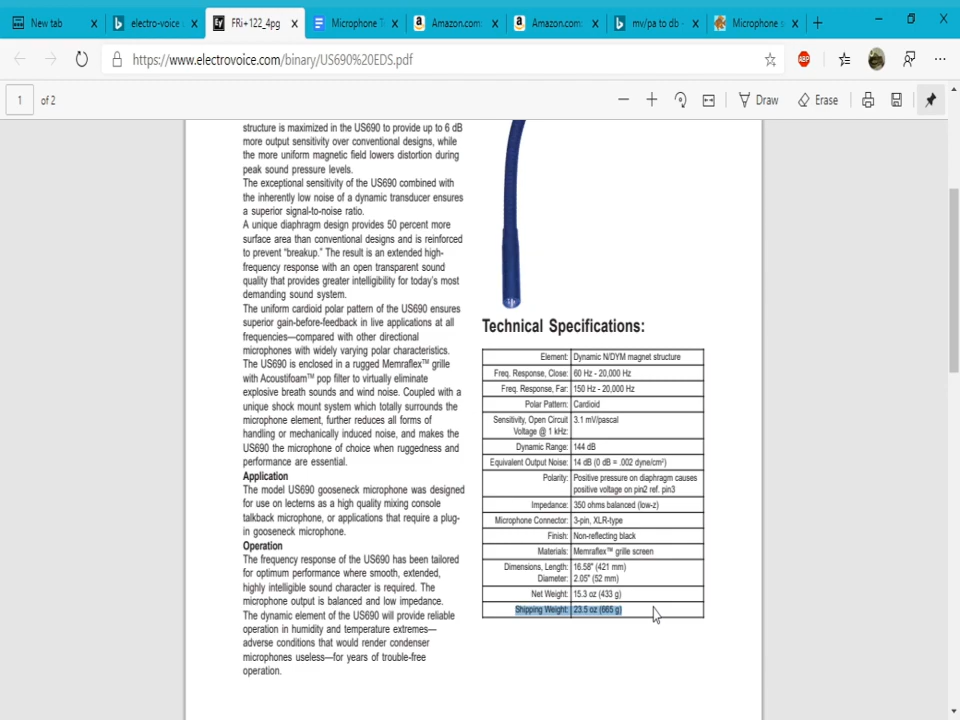 New tab
electro-voice
FRi+122_4pg
Microphone T
Amazon.com:
Amazon.com:
mv/pa to db -
Microphone s
https://www.electrovoice.com/binary/US690%20EDS.pdf
ABP
1 of 2
Draw
Erase
structure is maximized in the US690 to provide up to 6 dB
more output sensitivity over conventional designs, while
the more uniform magnetic field lowers distortion during
peak sound pressure levels.
The exceptional sensitivity of the US690 combined with
the inherently low noise of a dynamic transducer ensures
a superior signal-to-noise ratio.
A unique diaphragm design provides 50 percent more
surface area than conventional designs and is reinforced
to prevent “breakup.” The result is an extended high-
frequency response with an open transparent sound
quality that provides greater intelligibility for today's most
demanding sound system.
The uniform cardioid polar pattern of the US690 ensures
superior gain-before-feedback in live applications at all
frequencies—compared with other directional
microphones with widely varying polar characteristics.
The US690 is enclosed in a rugged Memraflex™ grille
with Acoustifoam™ pop filter to virtually eliminate
explosive breath sounds and wind noise. Coupled with a
unique shock mount system which totally surrounds the
microphone element, further reduces all forms of
handling or mechanically induced noise, and makes the
US690 the microphone of choice when ruggedness and
performance are essential.
Application
The model US690 gooseneck microphone was designed
for use on lecterns as a high quality mixing console
talkback microphone, or applications that require a plug-
in gooseneck microphone.
Operation
The frequency response of the US690 has been tailored
for optimum performance where smooth, extended,
highly intelligible sound character is required. The
microphone output is balanced and low impedance.
The dynamic element of the US690 will provide reliable
operation in humidity and temperature extremes—
adverse conditions that would render condenser
microphones useless—for years of trouble-free
operation.
Technical Specifications:
Element: Dynamic N/DYM magnet structure
Freq. Response, Close: 60 Hz - 20,000 Hz
Freq. Response, Far: 150 Hz - 20,000 Hz
Polar Pattern: Cardioid
Sensitivity, Open Circuit 3.1 mV/pascal
Voltage @ 1 kHz:
Dynamic Range: 144 dB
Equivalent Output Noise: 14 dB (0 dB = .002 dyne/cm²)
Polarity: Positive pressure on diaphragm causes
positive voltage on pin2 ref. pin3
Impedance: 350 ohms balanced (low-z)
Microphone Connector: 3-pin, XLR-type
Finish: Non-reflecting black
Materials: Memraflex™ grille screen
Dimensions, Length: 16.58" (421 mm)
Diameter: 2.05" (52 mm)
Net Weight: 15.3 oz (433 g)
Shipping Weight: 23.5 oz (665 g)